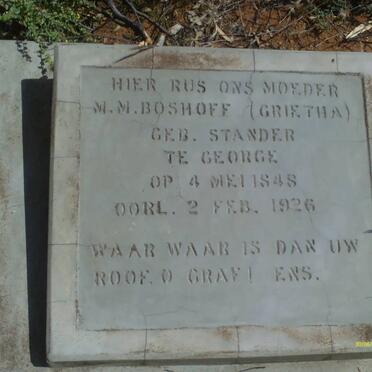 HIER RUS ONS MOEDER
M.M. BOSHOFF (GRIETHA)
GEB. STANDER
TE GEORGE
OP 4 MEI 1848
OORL. 2 FEB. 1926
WAAR WAAR IS DAN UW
ROOF. O GRAF! ENS.